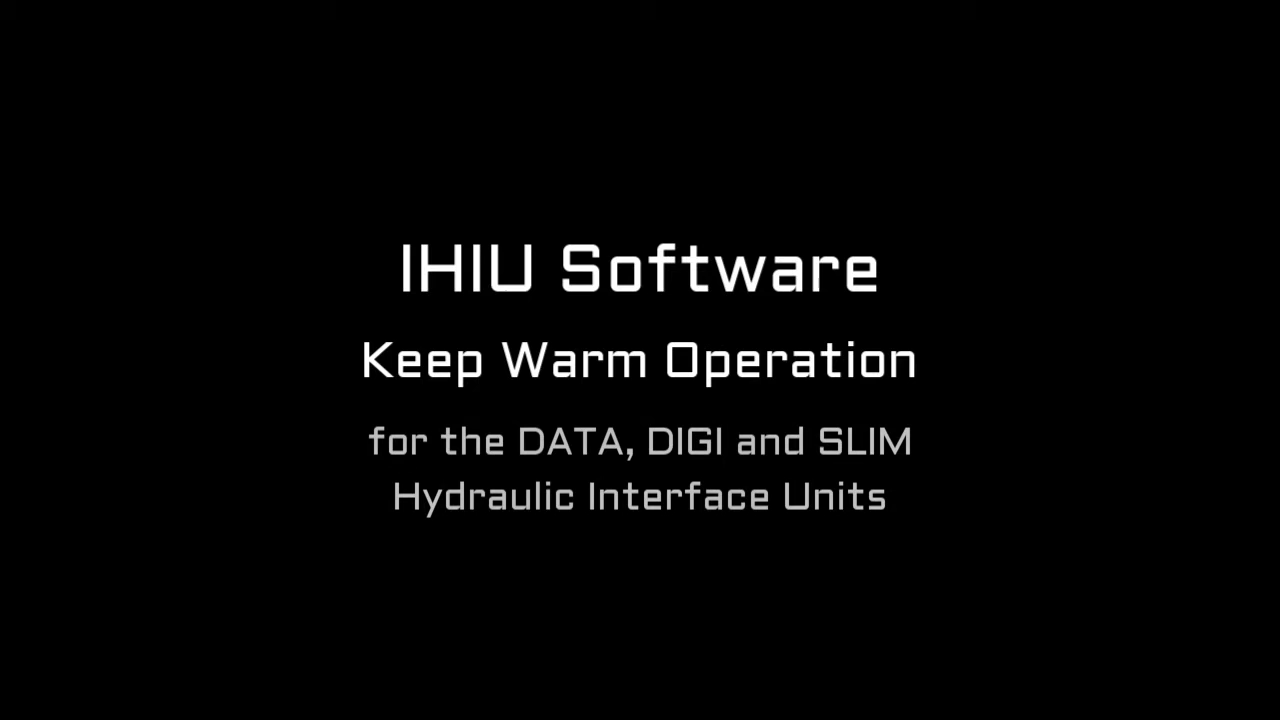 IHIU Software
Keep Warm Operation
for the DATA, DIGI and SLIM
Hydraulic Interface Units